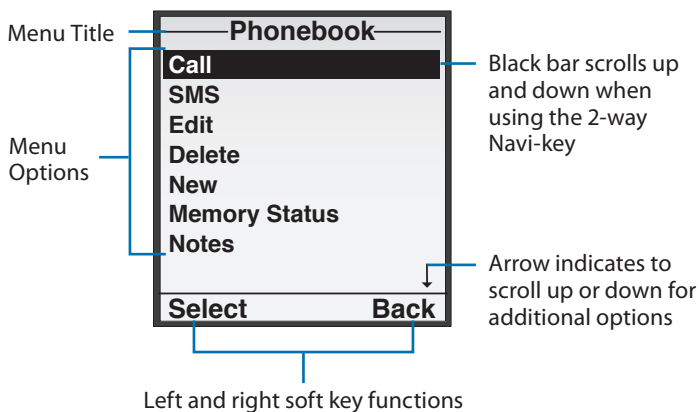 Menu Title
Phonebook
Call
SMS
Edit
Delete
New
Memory Status
Notes
Select Back
Menu
Options
Black bar scrolls up
and down when
using the 2-way
Navi-key
Arrow indicates to
scroll up or down for
additional options
Left and right soft key functions